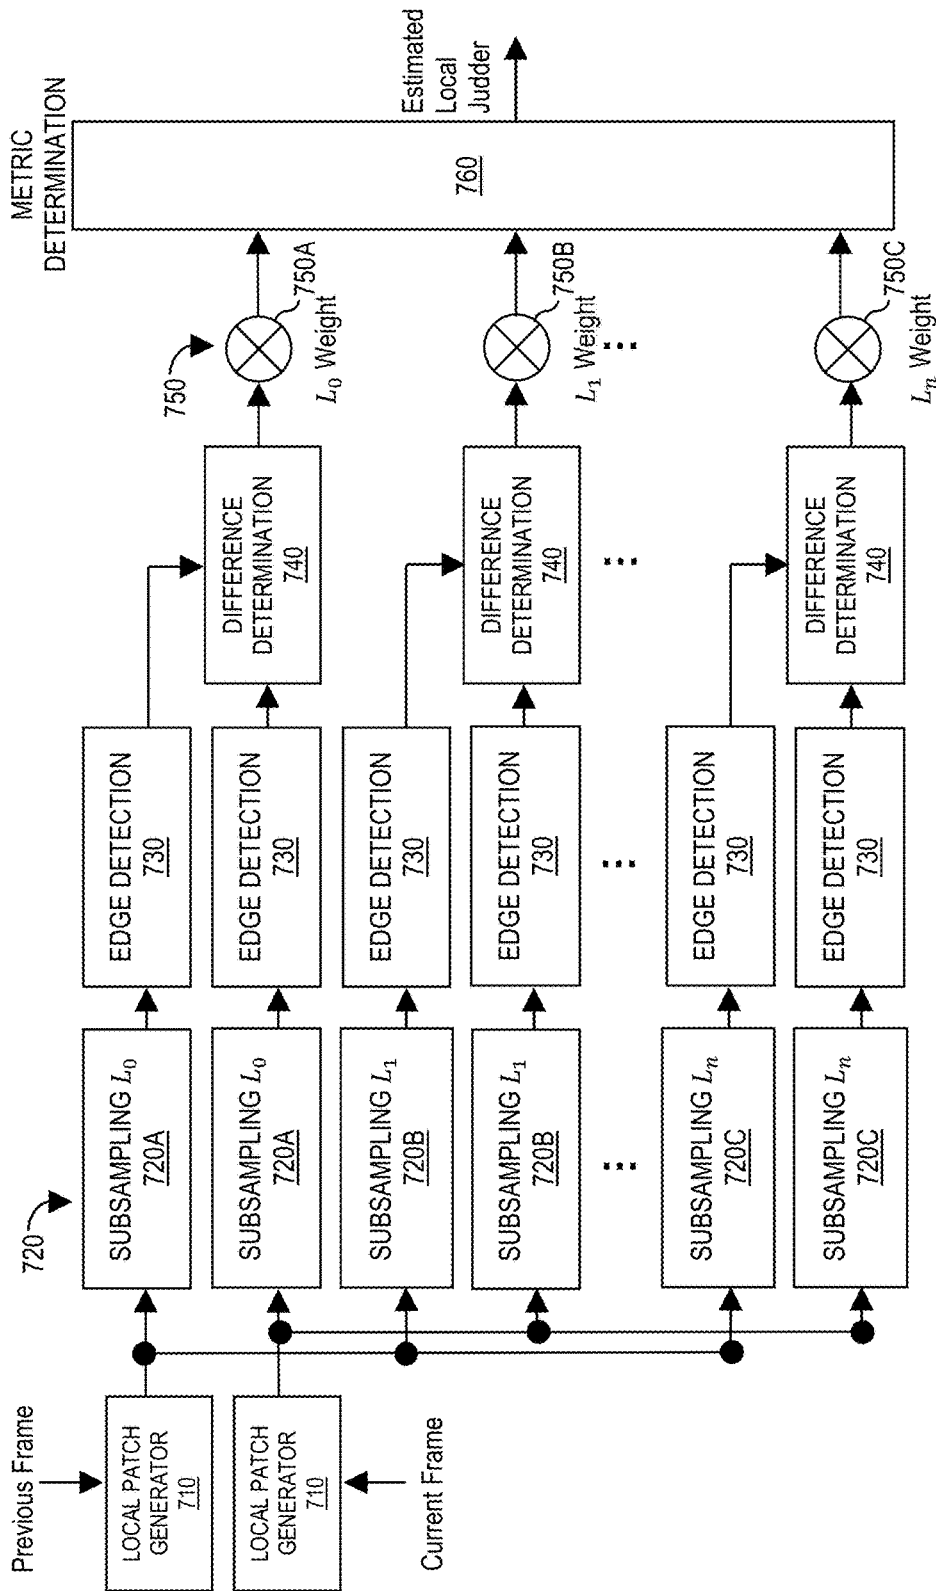 Previous Frame
LOCAL PATCH
GENERATOR
710
LOCAL PATCH
GENERATOR
710
Current Frame
720
SUBSAMPLING L0
720A
SUBSAMPLING L0
720A
SUBSAMPLING L1
720B
SUBSAMPLING L1
720B
...
SUBSAMPLING Ln
720C
SUBSAMPLING Ln
720C
EDGE DETECTION
730
EDGE DETECTION
730
EDGE DETECTION
730
EDGE DETECTION
730
...
EDGE DETECTION
730
EDGE DETECTION
730
DIFFERENCE
DETERMINATION
740
DIFFERENCE
DETERMINATION
740
...
DIFFERENCE
DETERMINATION
740
750
750A
L0 Weight
750B
L1 Weight
...
750C
Ln Weight
METRIC
DETERMINATION
760
Estimated
Local
Judder